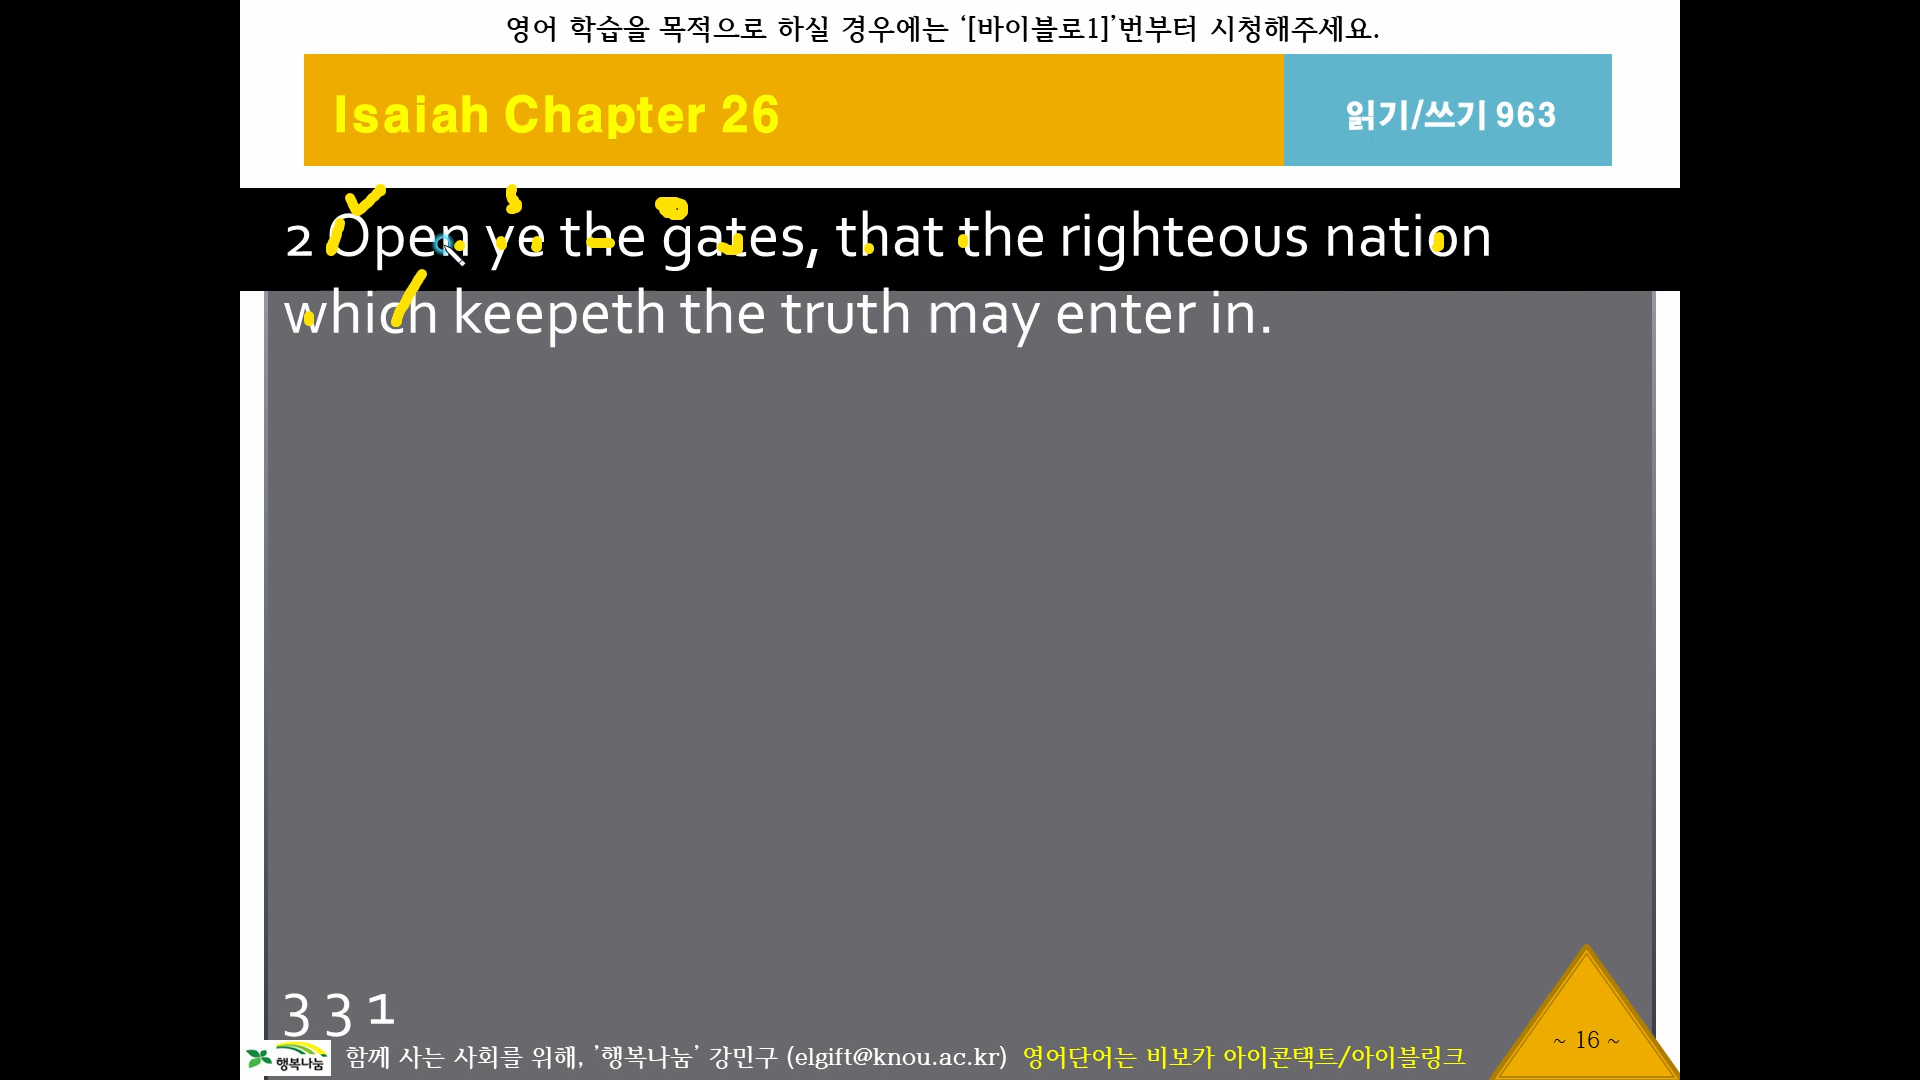 영어 학습을 목적으로 하실 경우에는 ‘[바이블로1]’번부터 시청해주세요.
Isaiah Chapter 26
읽기/쓰기 963
2 Open ye the gates, that the righteous nation
which keepeth the truth may enter in.
3 3 1
~ 16 ~
행복나눔 함께 사는 사회를 위해, ’행복나눔’ 강민구 (elgift@knou.ac.kr) 영어단어는 비보카 아이콘택트/아이블링크